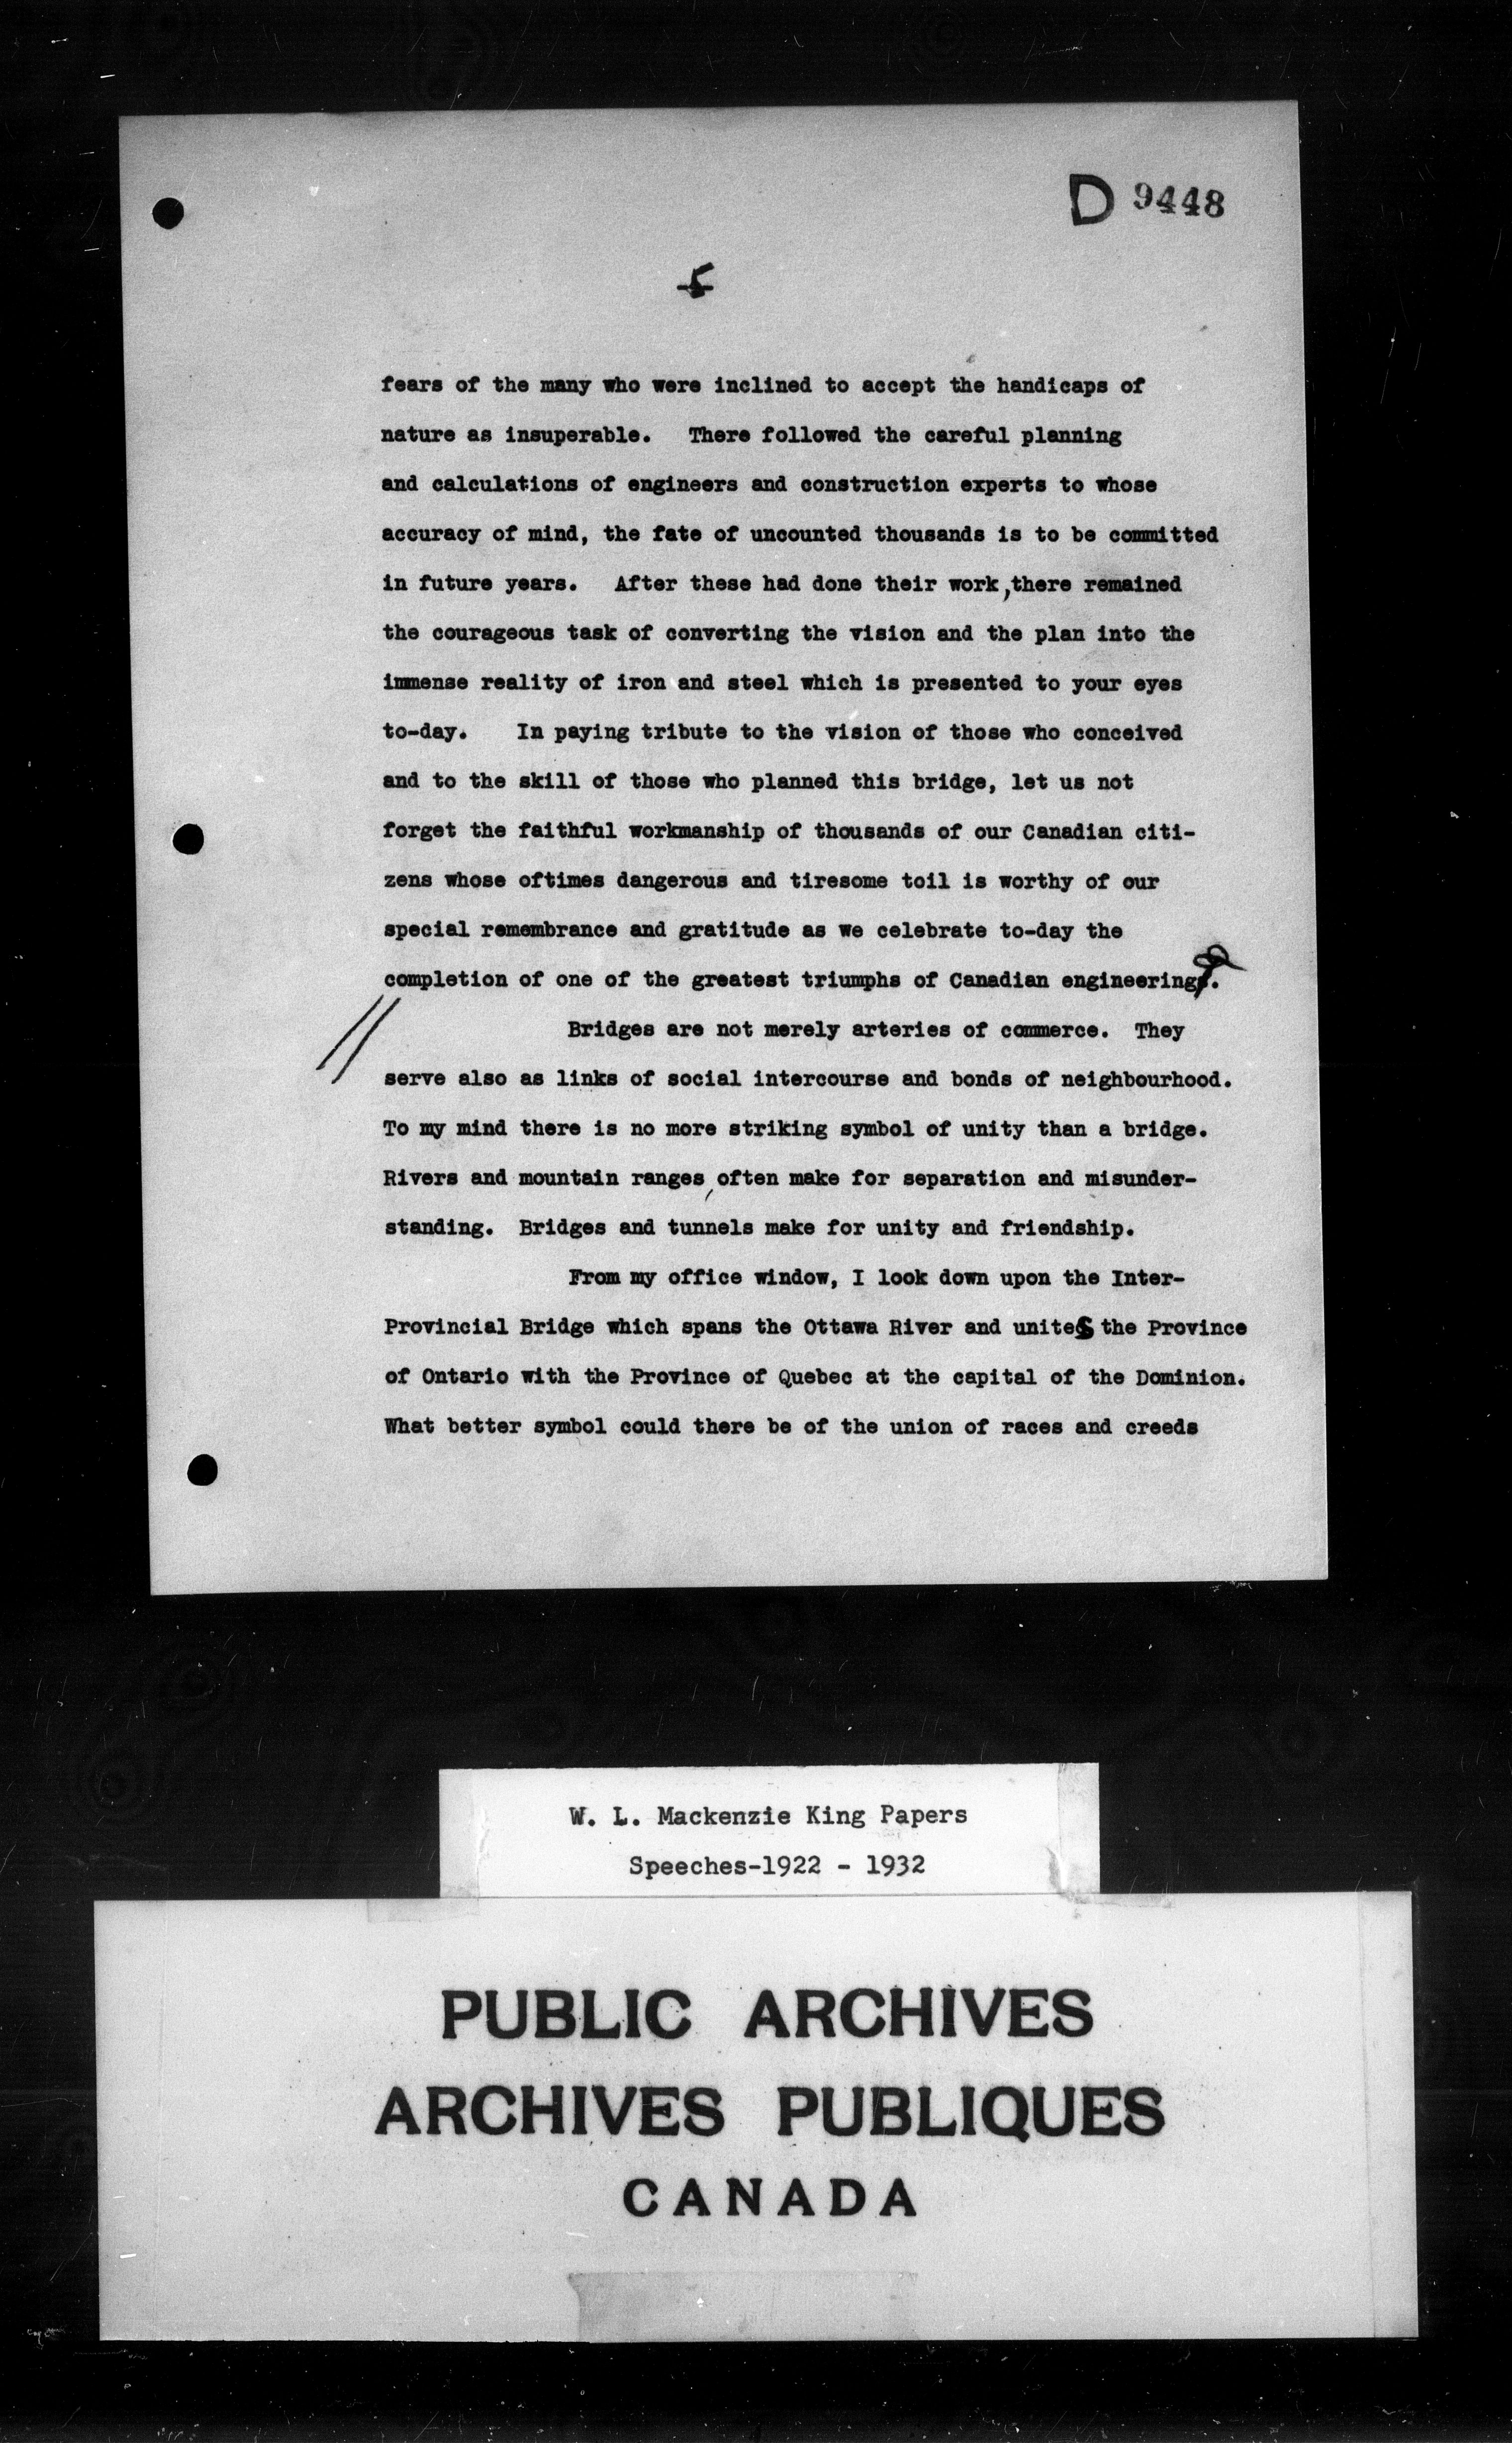 D 9448
5
fears of the many who were inclined to accept the handicaps of
nature as insuperable. There followed the careful planning
and calculations of engineers and construction experts to whose
accuracy of mind, the fate of uncounted thousands is to be committed
in future years. After these had done their work, there remained
the courageous task of converting the vision and the plan into the
immense reality of iron and steel which is presented to your eyes
to-day. In paying tribute to the vision of those who conceived
and to the skill of those who planned this bridge, let us not
forget the faithful workmanship of thousands of our Canadian citi-
zens whose oftimes dangerous and tiresome toil is worthy of our
special remembrance and gratitude as we celebrate to-day the
completion of one of the greatest triumphs of Canadian engineering.
Bridges are not merely arteries of commerce. They
serve also as links of social intercourse and bonds of neighbourhood.
To my mind there is no more striking symbol of unity than a bridge.
Rivers and mountain ranges, often make for separation and misunder-
standing. Bridges and tunnels make for unity and friendship.
From my office window, I look down upon the Inter-
Provincial Bridge which spans the Ottawa River and unites the Province
of Ontario with the Province of Quebec at the capital of the Dominion.
What better symbol could there be of the union of races and creeds
W. L. Mackenzie King Papers
Speeches-1922 - 1932
PUBLIC ARCHIVES
ARCHIVES PUBLIQUES
CANADA